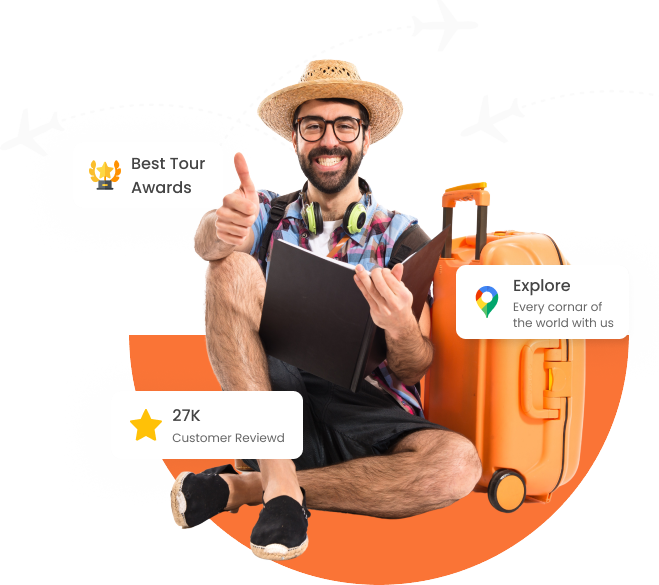 Best Tour
Awards
Explore
Every cornar of
the world with us
27K
Customer Reviewd